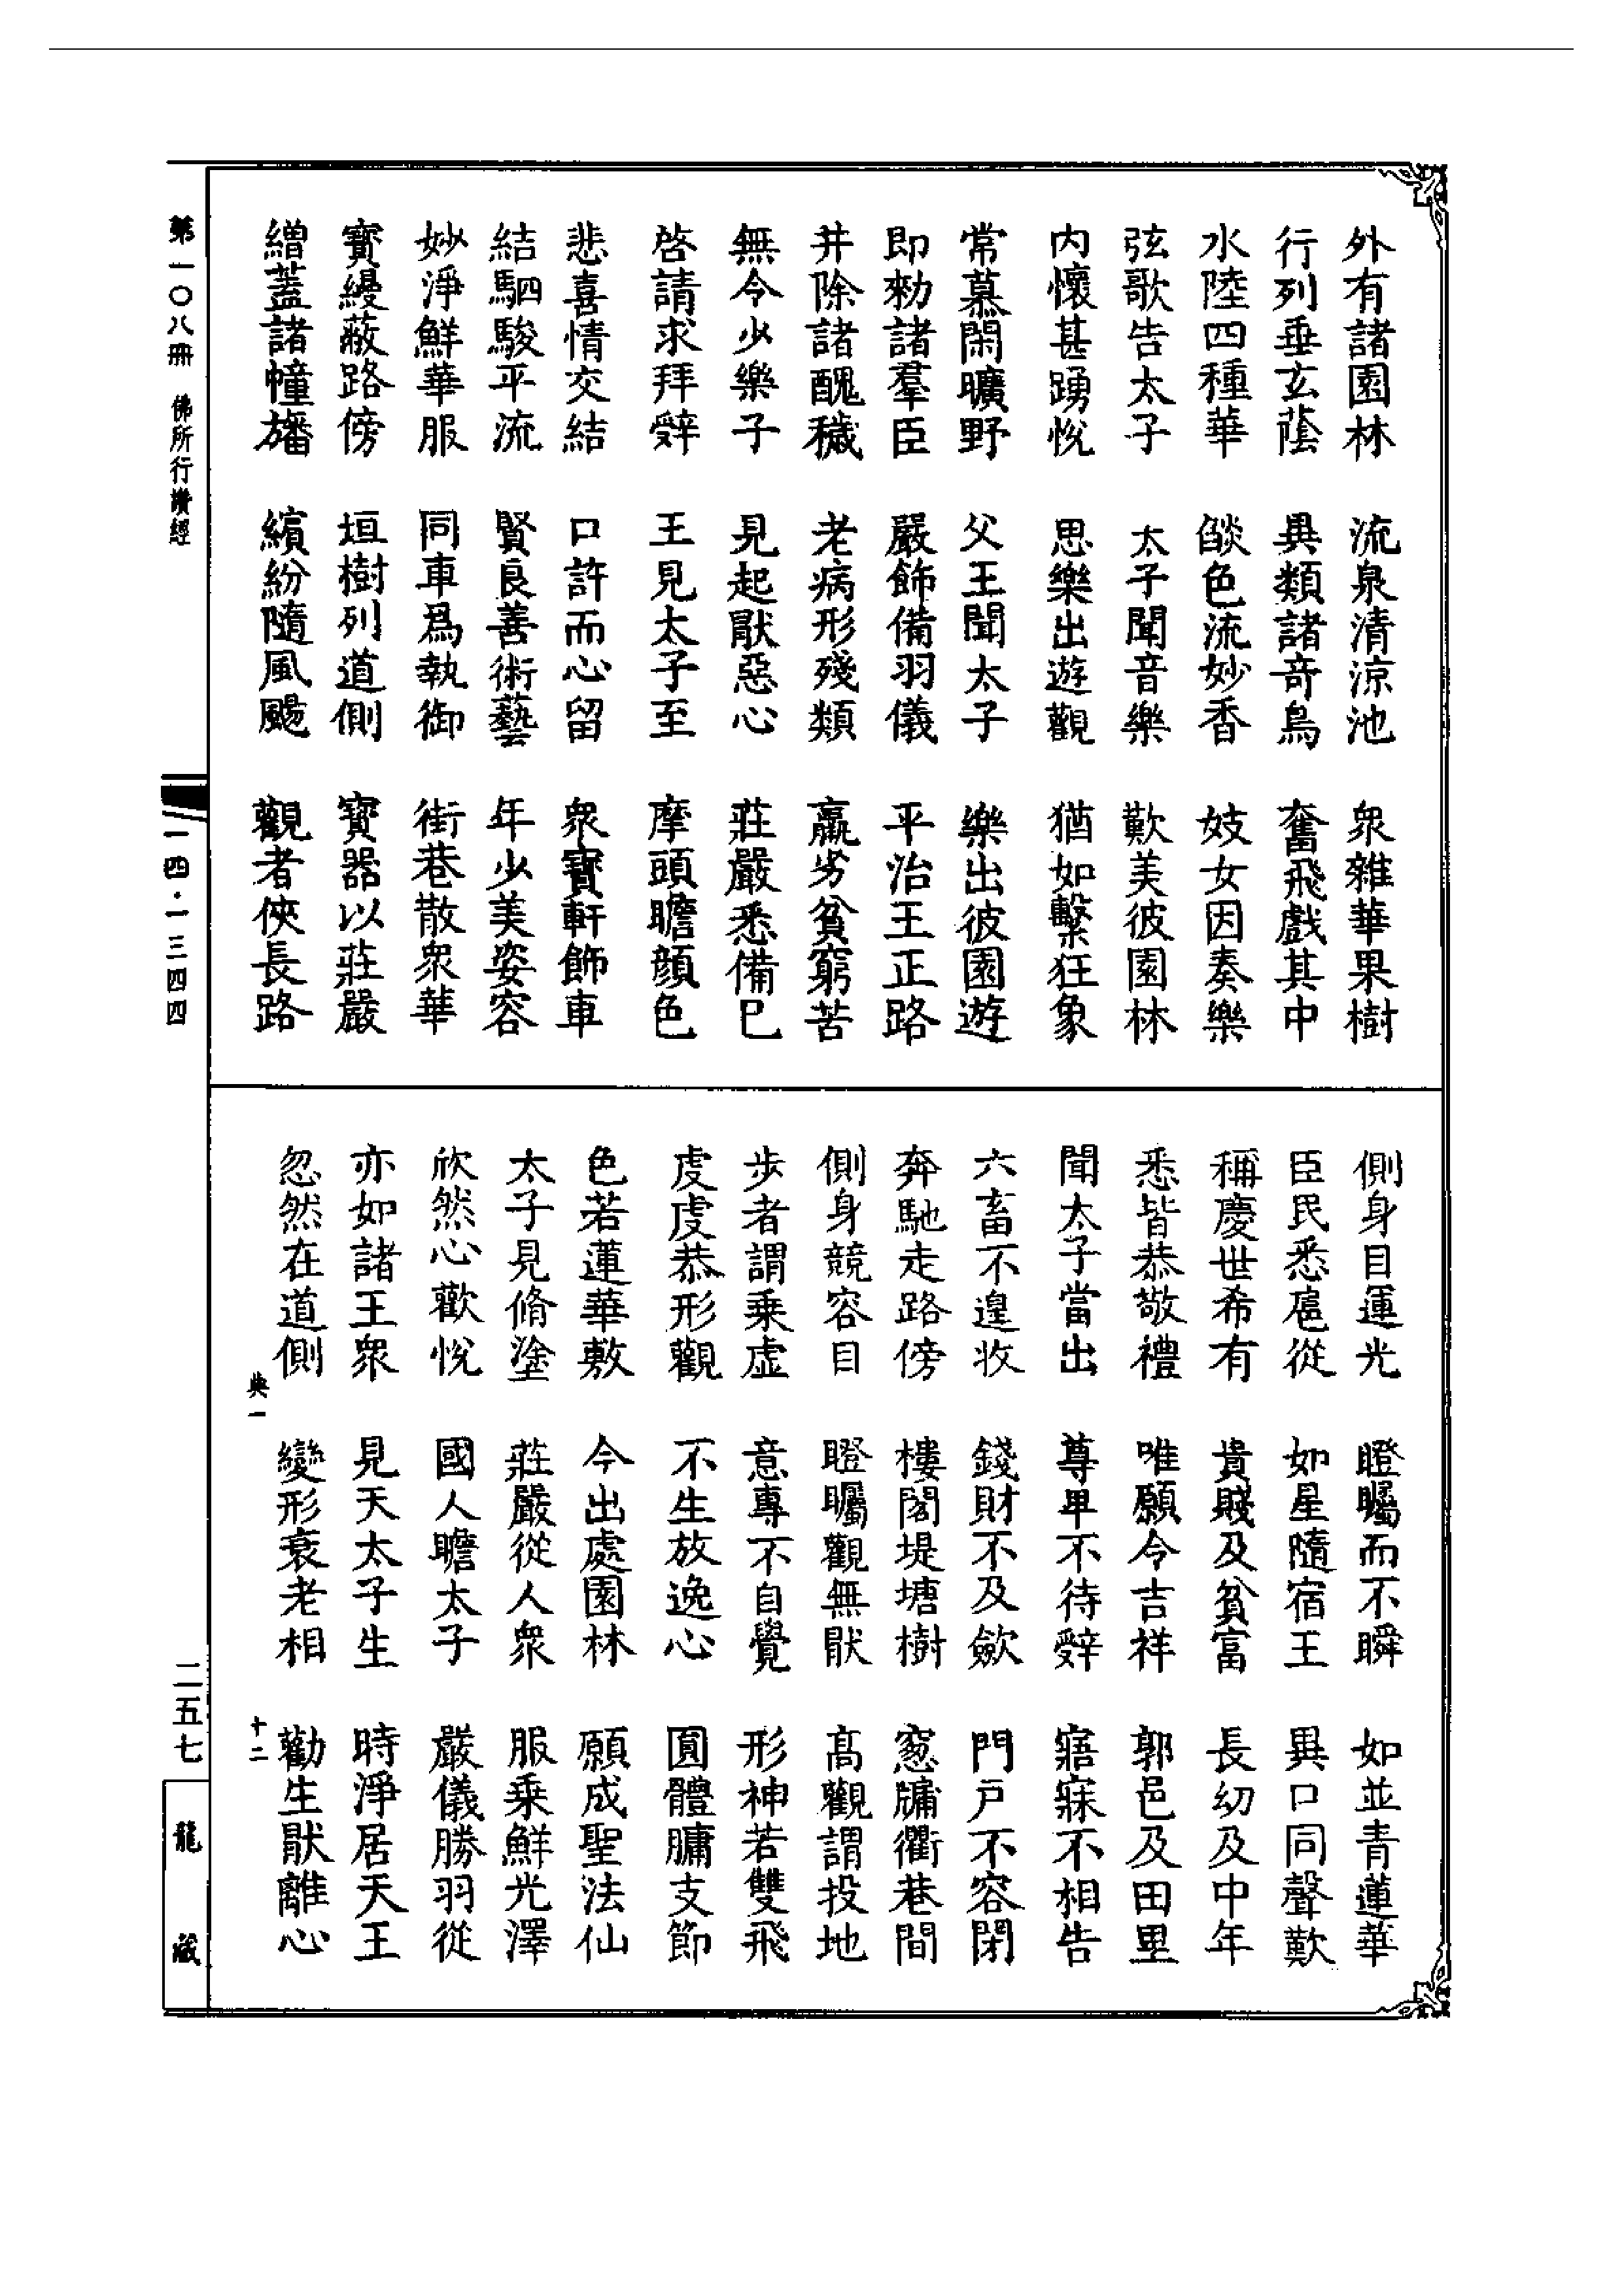 外有諸園林　流泉清涼池　衆雜華果樹
行列垂玄蔭　異類諸奇鳥　奮飛戲其中
水陸四種華　燄色流妙香　妓女因奏樂
弦歌告太子　太子聞音樂　歎美彼園林
内懷甚踴悅　思樂出遊觀　猶如繫狂象
常慕閑曠野　父王聞太子　樂出彼園遊
即勑諸羣臣　嚴飾備羽儀　平治王正路
并除諸醜穢　老病形殘類　羸劣貧窮苦
無令少樂子　見起厭惡心　莊嚴悉備巳
啓請求拜辤　王見太子至　摩頭瞻顔色
悲喜情交結　口許而心留　衆寶軒飾車
結駟駿平流　賢良善術藝　年少美姿容
妙淨鮮華服　同車爲執御　街巷散衆華
寶縵蔽路傍　垣樹列道側　寶器以莊嚴
繒蓋諸幢旛　繽紛隨風颺　觀者俠長路
側身目運光　瞪矚而不瞬　如並青蓮華
臣民悉扈從　如星隨宿王　異口同聲歎
稱慶世希有　貴賤及貧富　長幼及中年
悉皆恭敬禮　唯願令吉祥　郭邑及田里
聞太子當出　尊卑不待辤　寤寐不相告
六畜不遑收　錢財不及斂　門戶不容閉
奔馳走路傍　樓閣堤塘樹　窻牖衢巷間
側身競容目　瞪矚觀無厭　髙觀謂投地
步者謂乗虛　意專不自覺　形神若雙飛
虔虔恭形觀　不生放逸心　圓體膅支節
色若蓮華敷　今出處園林　願成聖法仙
太子見脩塗　莊嚴從人衆　服乗鮮光澤
欣然心歡悅　國人瞻太子　嚴儀勝羽從
亦如諸王衆　見天太子生　時淨居天王
忽然在道側　變形衰老相　勸生厭離心
典一　十二
第一〇八冊　佛所行讚經
一四·一三四四
二五七
龍藏